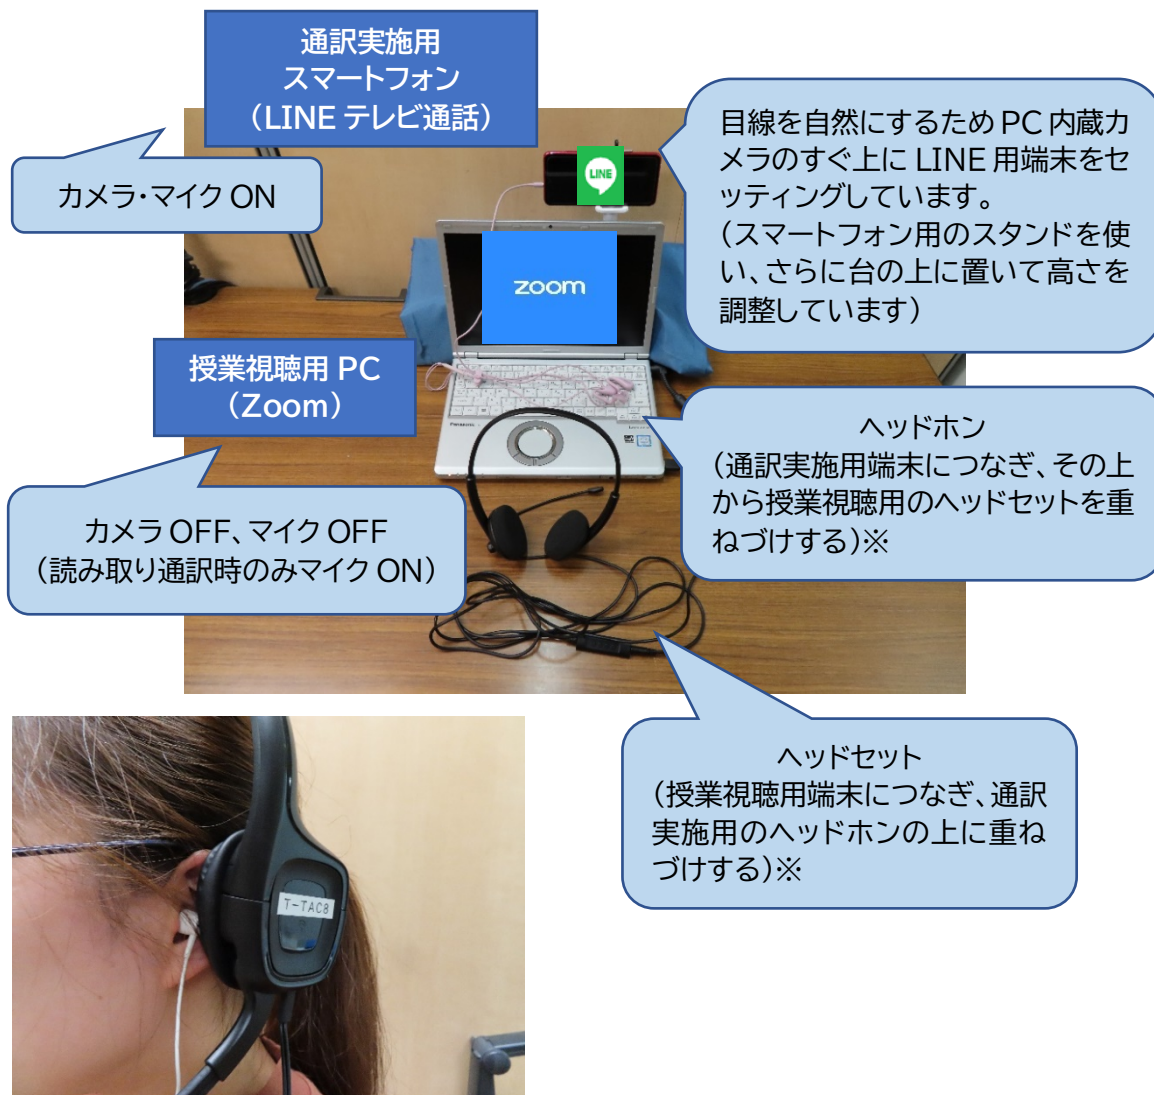 通訳実施用
スマートフォン
（LINE テレビ通話）
カメラ・マイク ON
目線を自然にするため PC 内蔵カ
メラのすぐ上に LINE 用端末をセ
ッティングしています。
（スマートフォン用のスタンドを使
い、さらに台の上に置いて高さを
調整しています）
LINE
zoom
授業視聴用 PC
（Zoom）
カメラ OFF、マイク OFF
（読み取り通訳時のみマイク ON）
ヘッドホン
（通訳実施用端末につなぎ、その上
から授業視聴用のヘッドセットを重
ねづけする）※
Panasonic
ヘッドセット
（授業視聴用端末につなぎ、通訳
実施用のヘッドホンの上に重ね
づけする）※
T-TAC8